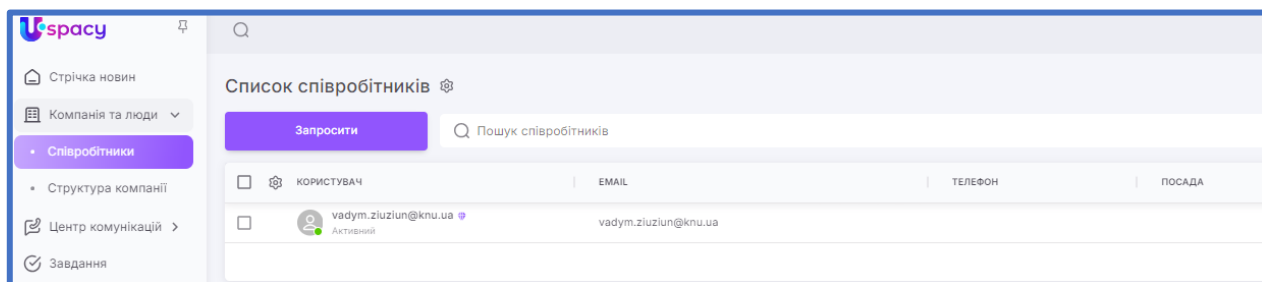 Uspacy
Стрічка новин
Компанія та люди
Співробітники
Структура компанії
Центр комунікацій
Завдання
Список співробітників
Запросити
Пошук співробітників
КОРИСТУВАЧ EMAIL ТЕЛЕФОН ПОСАДА
vadym.ziuziun@knu.ua vadym.ziuziun@knu.ua
Активний